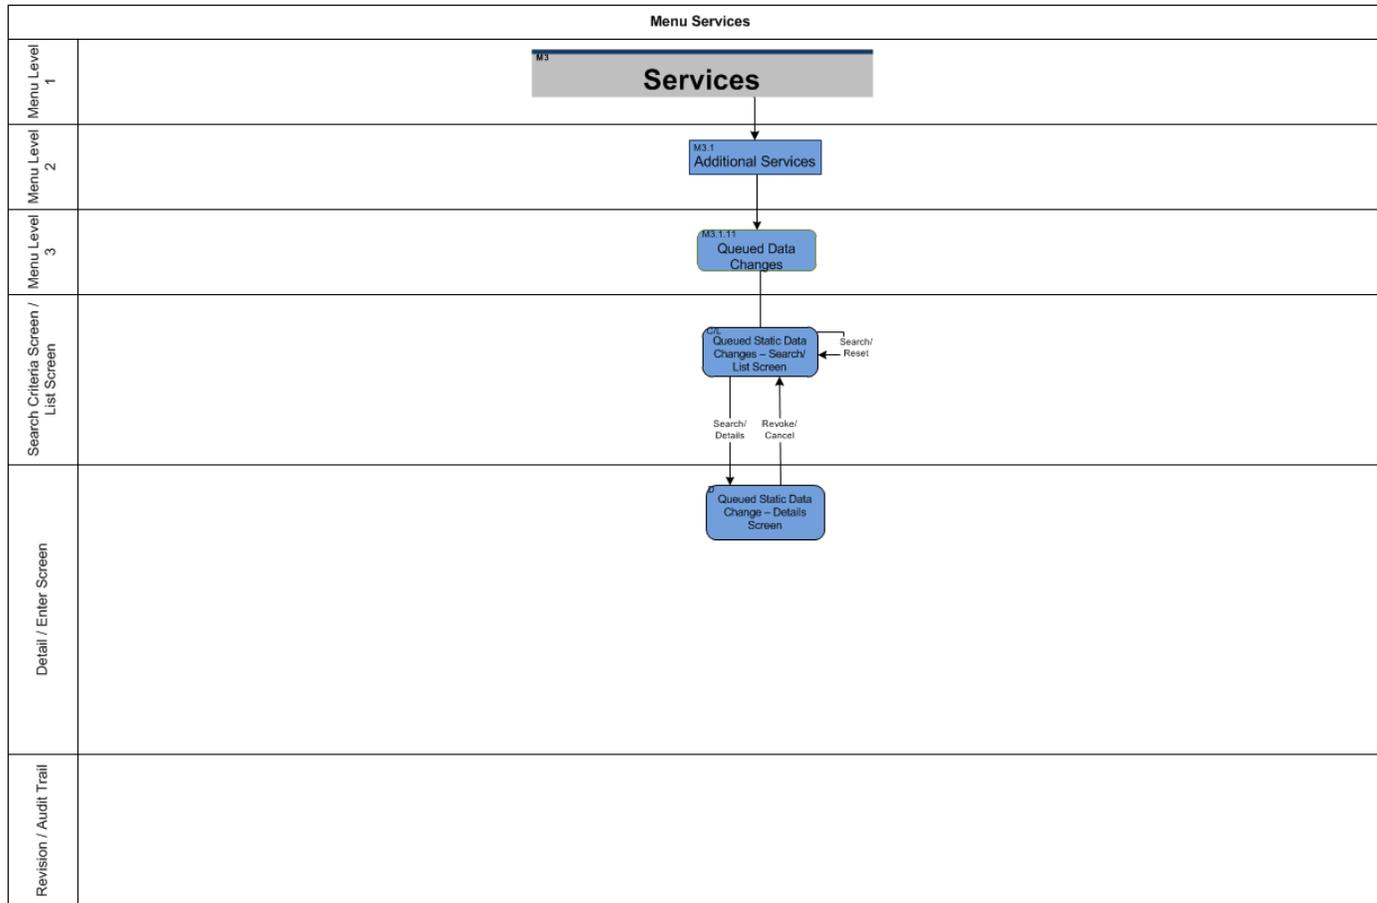 Menu Services
Menu Level
1
M3
Services
Menu Level
2
M3.1
Additional Services
Menu Level
3
M3.1.11
Queued Data
Changes
Search Criteria Screen /
List Screen
C/L
Queued Static Data
Changes – Search/
List Screen
Search/
Reset
Search/
Details
Revoke/
Cancel
Detail / Enter Screen
D
Queued Static Data
Change – Details
Screen
Revision / Audit Trail